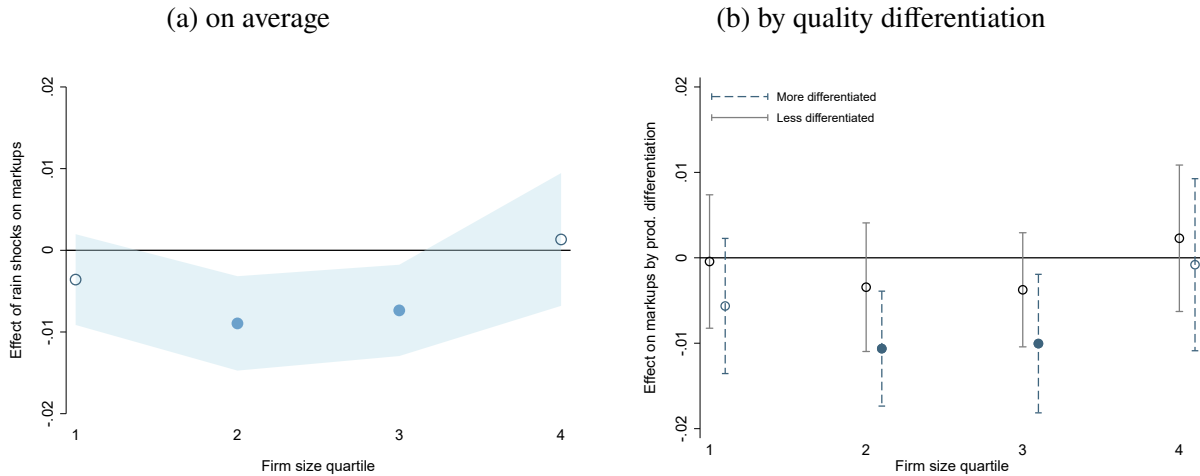 (a) on average
Effect of rain shocks on markups
.02
.01
0
-.01
-.02
1 2 3 4
Firm size quartile
(b) by quality differentiation
Effect on markups by prod. differentiation
.02
.01
0
-.01
-.02
More differentiated
Less differentiated
1 2 3 4
Firm size quartile